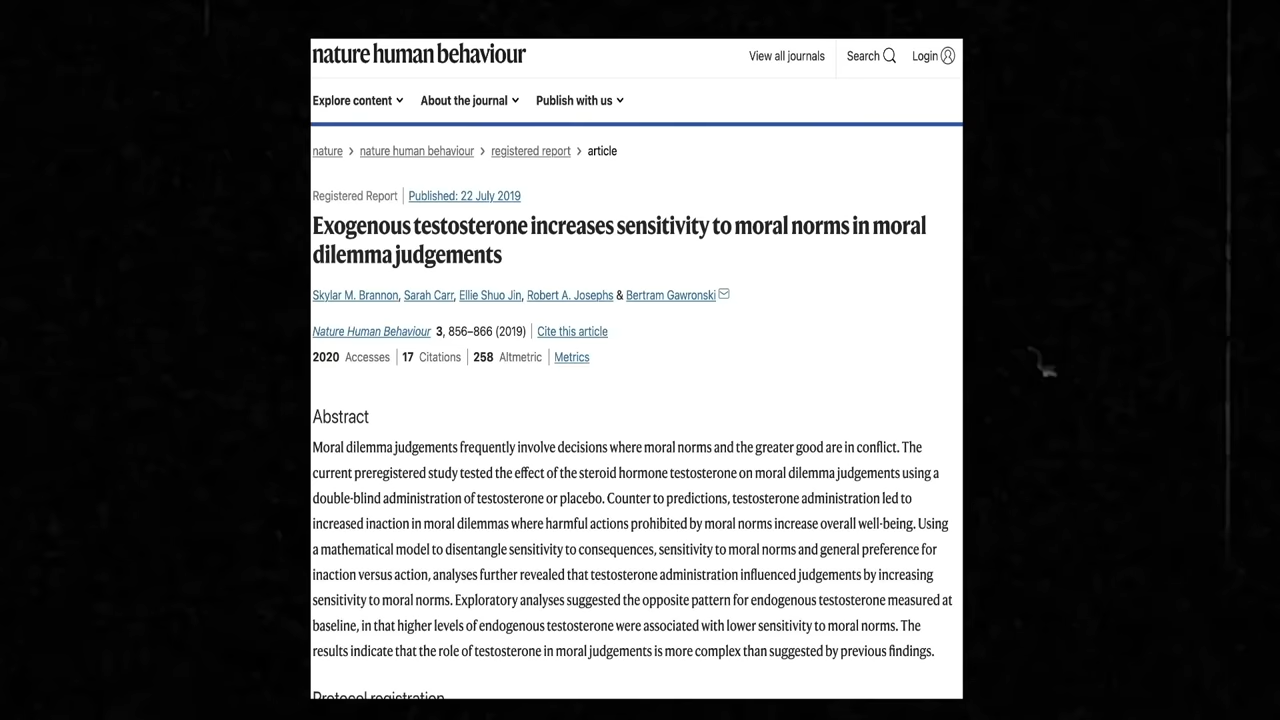 nature human behaviour
View all journals
Search
Login
Explore content
About the journal
Publish with us
nature > nature human behaviour > registered report > article
Registered Report | Published: 22 July 2019
Exogenous testosterone increases sensitivity to moral norms in moral
dilemma judgements
Skylar M. Brannon, Sarah Carr, Ellie Shuo Jin, Robert A. Josephs & Bertram Gawronski
Nature Human Behaviour 3, 856–866 (2019) | Cite this article
2020 Accesses | 17 Citations | 258 Altmetric | Metrics
Abstract
Moral dilemma judgements frequently involve decisions where moral norms and the greater good are in conflict. The
current preregistered study tested the effect of the steroid hormone testosterone on moral dilemma judgements using a
double-blind administration of testosterone or placebo. Counter to predictions, testosterone administration led to
increased inaction in moral dilemmas where harmful actions prohibited by moral norms increase overall well-being. Using
a mathematical model to disentangle sensitivity to consequences, sensitivity to moral norms and general preference for
inaction versus action, analyses further revealed that testosterone administration influenced judgements by increasing
sensitivity to moral norms. Exploratory analyses suggested the opposite pattern for endogenous testosterone measured at
baseline, in that higher levels of endogenous testosterone were associated with lower sensitivity to moral norms. The
results indicate that the role of testosterone in moral judgements is more complex than suggested by previous findings.
Protocol registration